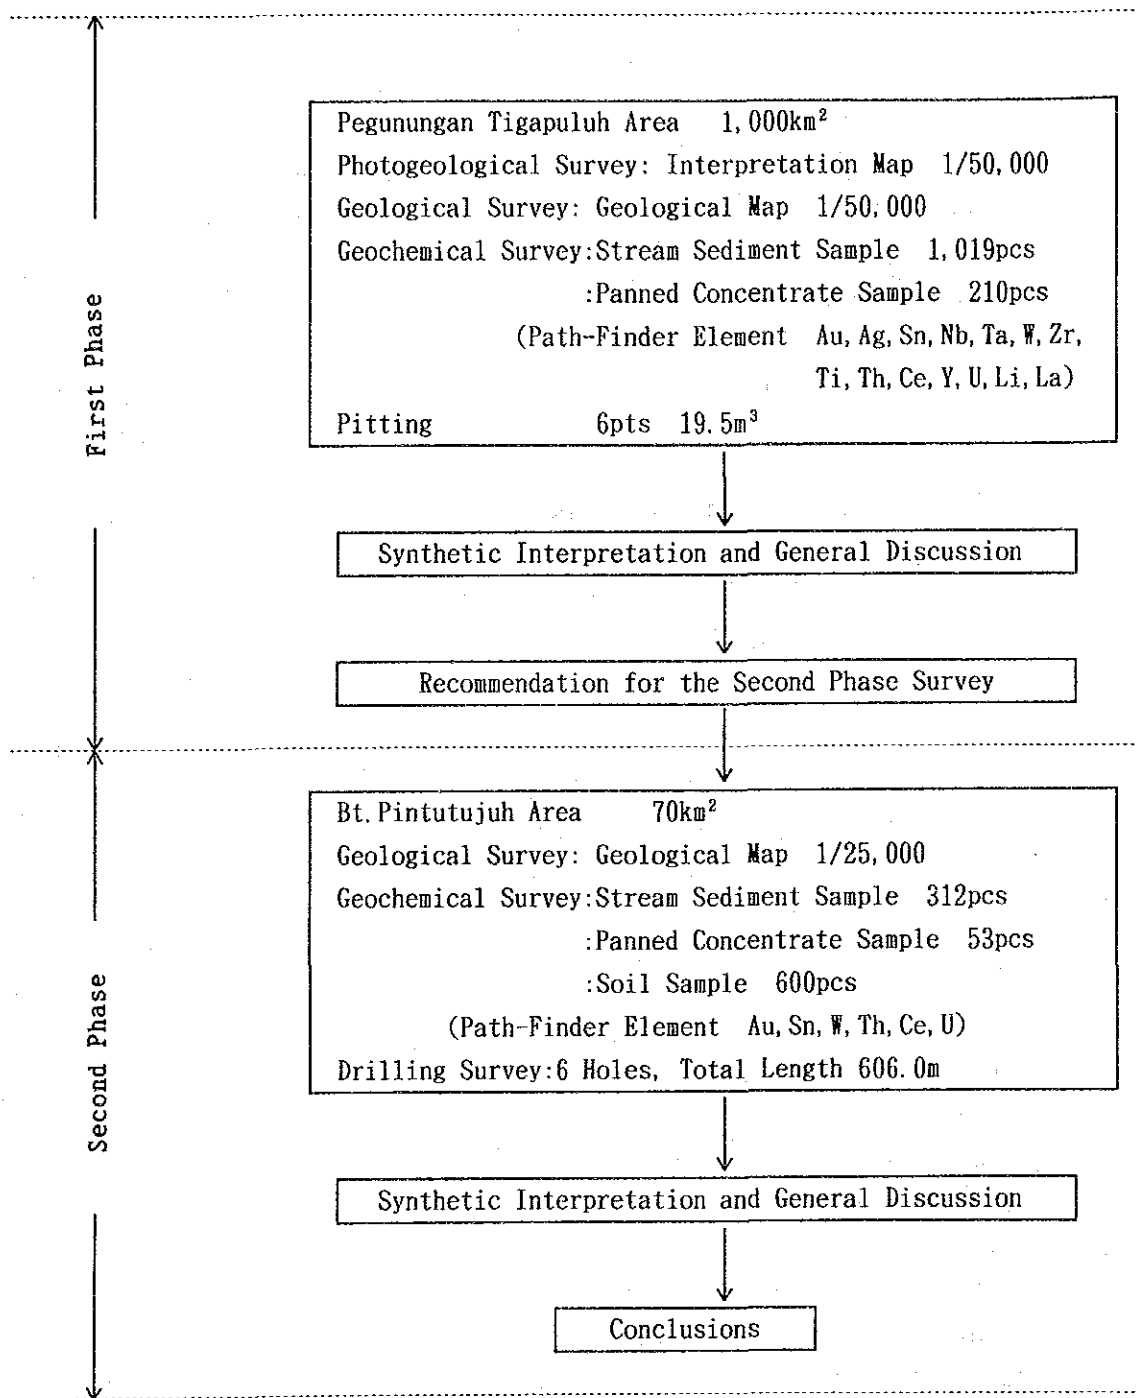 First Phase
Pegunungan Tigapuluh Area 1,000km²
Photogeological Survey: Interpretation Map 1/50,000
Geological Survey: Geological Map 1/50,000
Geochemical Survey:Stream Sediment Sample 1,019pcs
:Panned Concentrate Sample 210pcs
(Path-Finder Element Au, Ag, Sn, Nb, Ta, W, Zr,
Ti, Th, Ce, Y, U, Li, La)
Pitting 6pts 19.5m³
Synthetic Interpretation and General Discussion
Recommendation for the Second Phase Survey
Second Phase
Bt.Pintutujuh Area 70km²
Geological Survey: Geological Map 1/25,000
Geochemical Survey:Stream Sediment Sample 312pcs
:Panned Concentrate Sample 53pcs
:Soil Sample 600pcs
(Path-Finder Element Au, Sn, W, Th, Ce, U)
Drilling Survey:6 Holes, Total Length 606.0m
Synthetic Interpretation and General Discussion
Conclusions